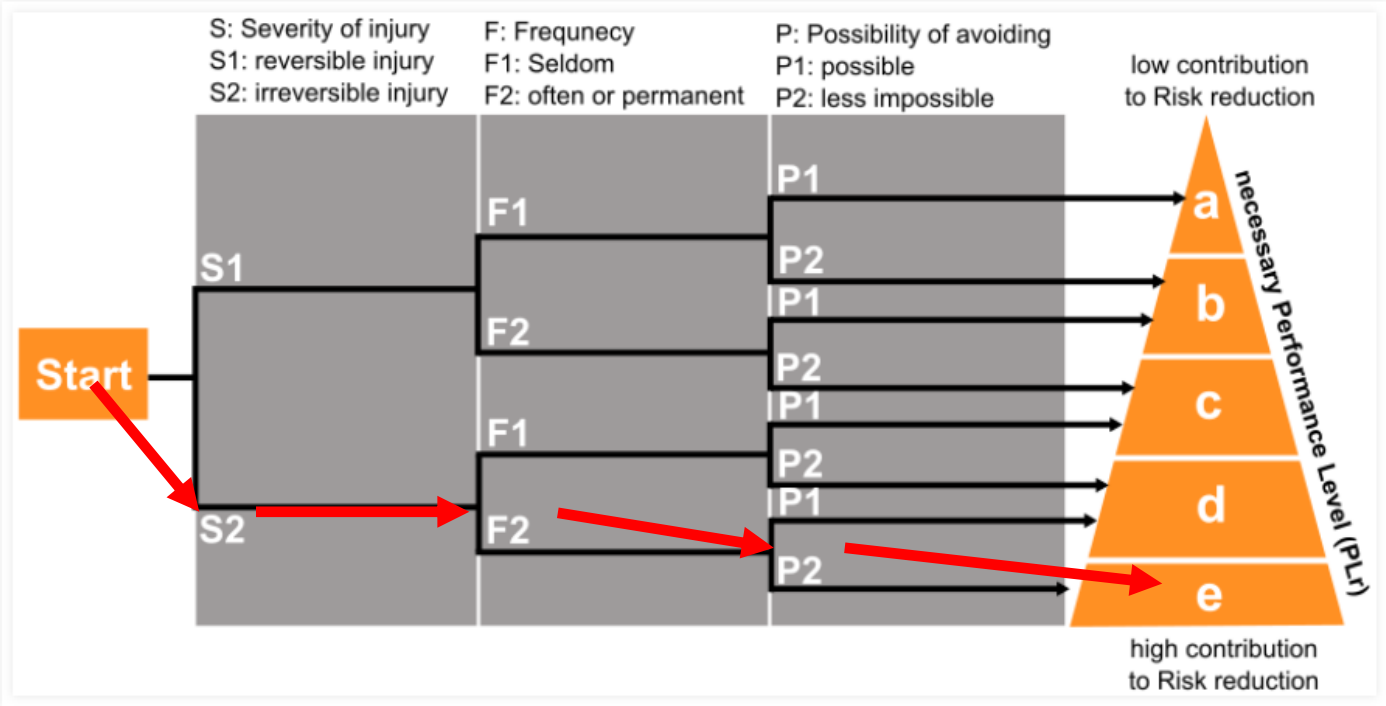 S: Severity of injury
S1: reversible injury
S2: irreversible injury
F: Frequnecy
F1: Seldom
F2: often or permanent
P: Possibility of avoiding
P1: possible
P2: less impossible
low contribution
to Risk reduction
Start
S1
S2
F1
F2
F1
F2
P1
P2
P1
P2
P1
P2
P1
P2
a
b
c
d
e
necessary Performance Level (PLr)
high contribution
to Risk reduction